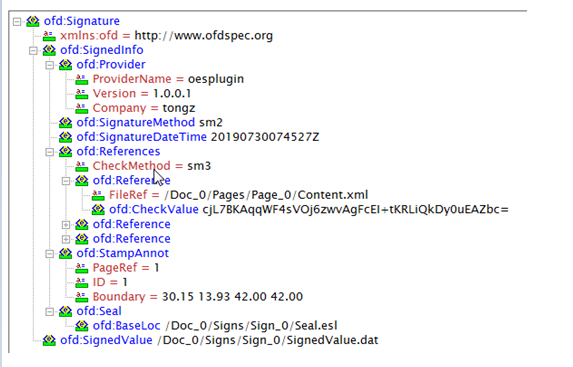 ofd:Signature
xmlns:ofd = http://www.ofdspec.org
ofd:SignedInfo
ofd:Provider
ProviderName = oesplugin
Version = 1.0.0.1
Company = tongz
ofd:SignatureMethod sm2
ofd:SignatureDateTime 20190730074527Z
ofd:References
CheckMethod = sm3
ofd:Reference
FileRef = /Doc_0/Pages/Page_0/Content.xml
ofd:CheckValue cjL7BKAqqWF4sVOj6zwvAgFcEI+tKRLiQkDy0uEAZbc=
ofd:Reference
ofd:Reference
ofd:StampAnnot
PageRef = 1
ID = 1
Boundary = 30.15 13.93 42.00 42.00
ofd:Seal
ofd:BaseLoc /Doc_0/Signs/Sign_0/Seal.esl
ofd:SignedValue /Doc_0/Signs/Sign_0/SignedValue.dat